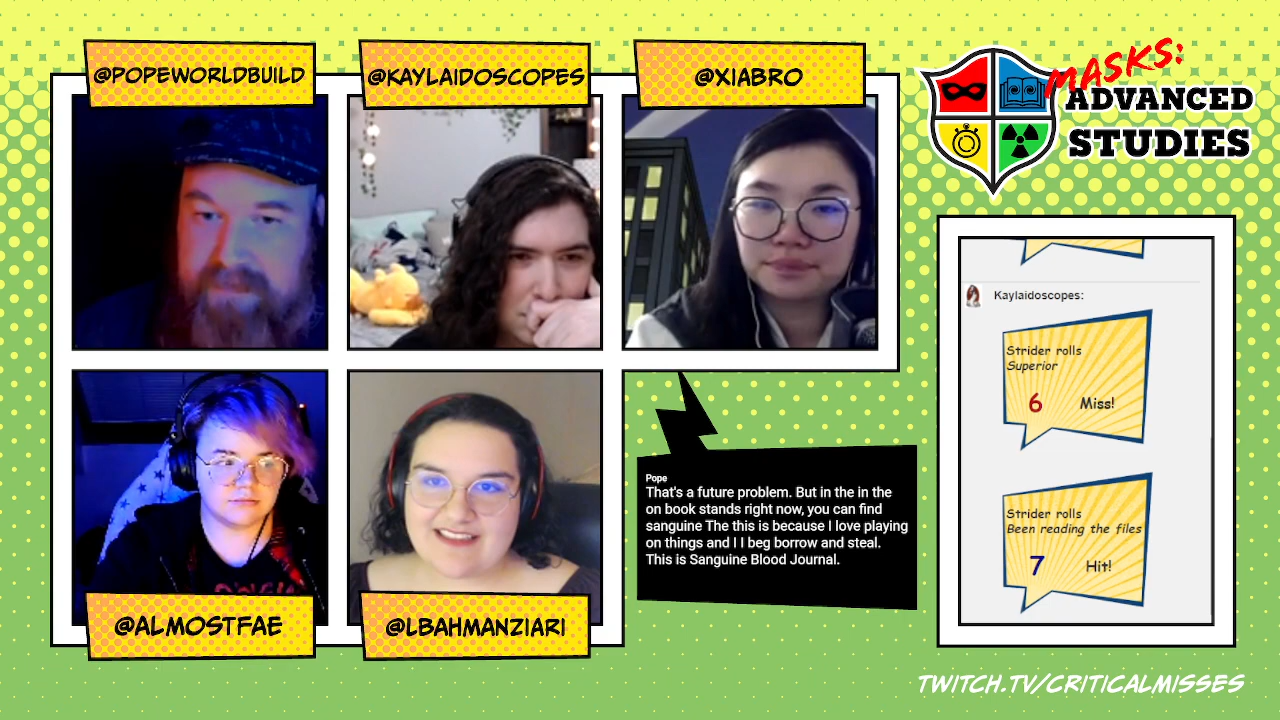 @POPEWORLDBUILD
@KAYLAIDOSCOPES
@XIABRO
MASKS:
ADVANCED
STUDIES
Kaylaidoscopes:
Strider rolls
Superior
6 Miss!
Strider rolls
Been reading the files
7 Hit!
Pope
That's a future problem. But in the in the
on book stands right now, you can find
sanguine The this is because I love playing
on things and I I beg borrow and steal.
This is Sanguine Blood Journal.
@ALMOSTFAE
@LBAHMANZIARI
TWITCH.TV/CRITICALMISSES